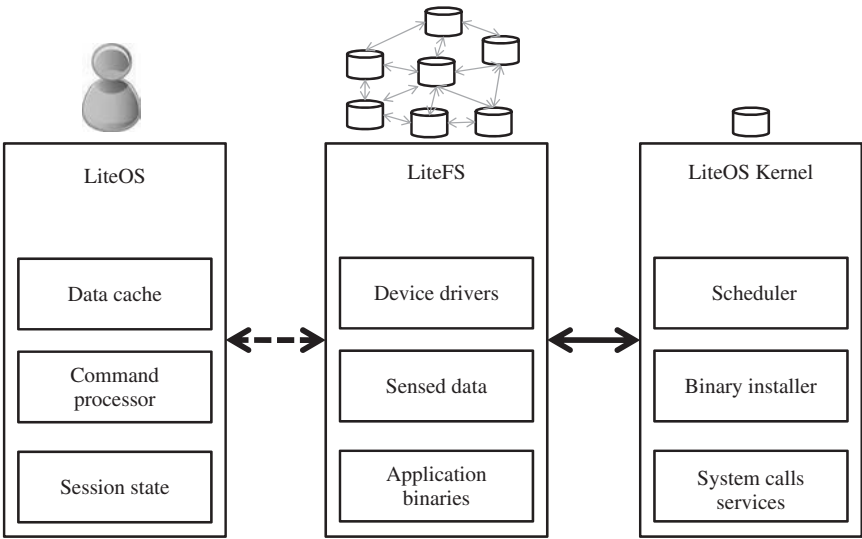 LiteOS
Data cache
Command
processor
Session state
LiteFS
Device drivers
Sensed data
Application
binaries
LiteOS Kernel
Scheduler
Binary installer
System calls
services